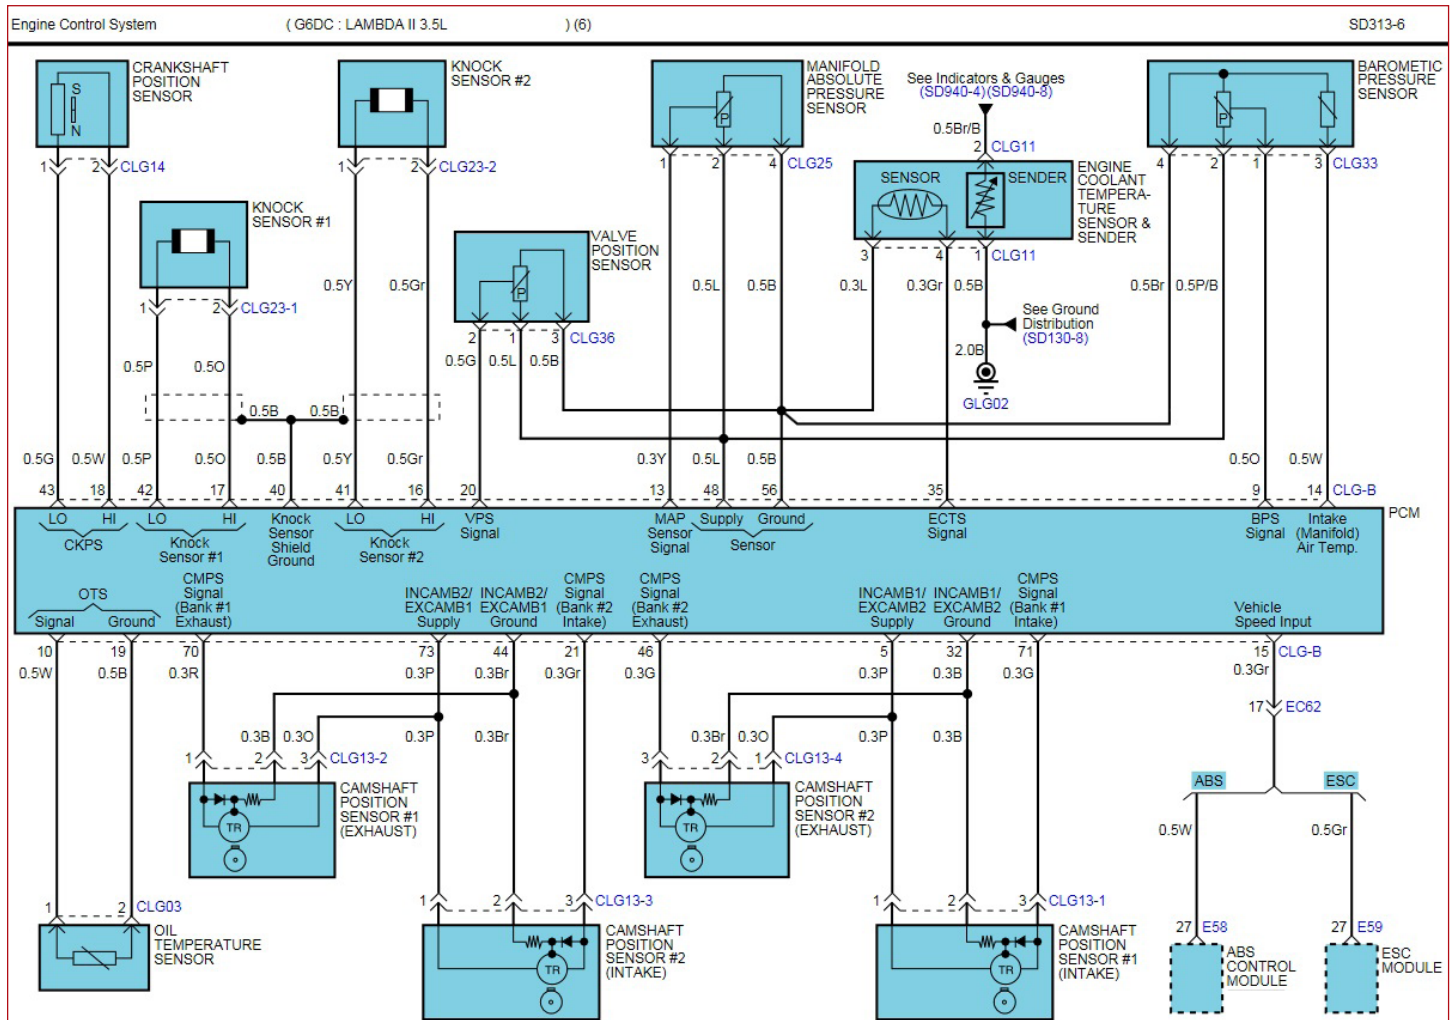 Engine Control System
( G6DC : LAMBDA II 3.5L
) (6)
SD313-6
CRANKSHAFT
POSITION
SENSOR
S
N
1
2
CLG14
KNOCK
SENSOR #2
1
2
CLG23-2
KNOCK
SENSOR #1
1
2
CLG23-1
MANIFOLD
ABSOLUTE
PRESSURE
SENSOR
P
1
2
4
CLG25
VALVE
POSITION
SENSOR
P
2
1
3
CLG36
See Indicators & Gauges
(SD940-4)(SD940-8)
0.5Br/B
2
CLG11
SENSOR
SENDER
ENGINE
COOLANT
TEMPERA-
TURE
SENSOR &
SENDER
3
4
1
CLG11
BAROMETIC
PRESSURE
SENSOR
P
4
2
1
3
CLG33
0.5Y
0.5Gr
0.5L
0.5B
0.3L
0.3Gr
0.5B
0.5Br
0.5P/B
See Ground
Distribution
(SD130-8)
2.0B
GLG02
0.5P
0.5O
0.5G
0.5L
0.5B
0.5B
0.5B
0.5G
0.5W
0.5P
0.5O
0.5B
0.5Y
0.5Gr
0.3Y
0.5L
0.5B
0.5O
0.5W
43
18
42
17
40
41
16
20
13
48
56
35
9
14
CLG-B
PCM
LO
HI
CKPS
LO
HI
Knock
Sensor #1
Knock
Sensor
Shield
Ground
LO
HI
Knock
Sensor #2
VPS
Signal
MAP
Sensor
Signal
Supply
Ground
Sensor
ECTS
Signal
BPS
Signal
Intake
(Manifold)
Air Temp.
OTS
Signal
Ground
CMPS
Signal
(Bank #1
Exhaust)
INCAMB2/
EXCAMB1
Supply
INCAMB2/
EXCAMB1
Ground
CMPS
Signal
(Bank #2
Intake)
CMPS
Signal
(Bank #2
Exhaust)
INCAMB1/
EXCAMB2
Supply
INCAMB1/
EXCAMB2
Ground
CMPS
Signal
(Bank #1
Intake)
Vehicle
Speed Input
10
19
70
73
44
21
46
5
32
71
15
CLG-B
0.5W
0.5B
0.3R
0.3P
0.3Br
0.3Gr
0.3G
0.3P
0.3B
0.3G
0.3Gr
17
EC62
0.3B
0.3O
0.3P
0.3Br
0.3Br
0.3O
0.3P
0.3B
1
2
3
CLG13-2
TR
CAMSHAFT
POSITION
SENSOR #1
(EXHAUST)
3
2
1
CLG13-4
TR
CAMSHAFT
POSITION
SENSOR #2
(EXHAUST)
ABS
ESC
0.5W
0.5Gr
1
2
CLG03
OIL
TEMPERATURE
SENSOR
1
2
3
CLG13-3
TR
CAMSHAFT
POSITION
SENSOR #2
(INTAKE)
1
2
3
CLG13-1
TR
CAMSHAFT
POSITION
SENSOR #1
(INTAKE)
27
E58
ABS
CONTROL
MODULE
27
E59
ESC
MODULE